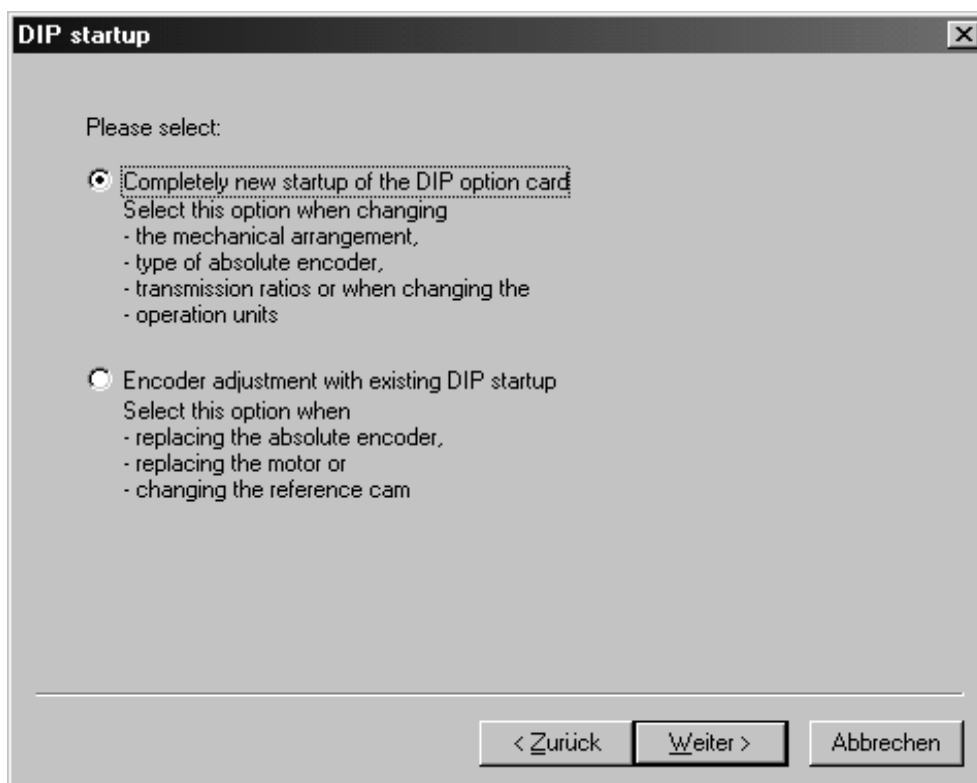 DIP startup
Please select:
Completely new startup of the DIP option card
Select this option when changing
- the mechanical arrangement,
- type of absolute encoder,
- transmission ratios or when changing the
- operation units
Encoder adjustment with existing DIP startup
Select this option when
- replacing the absolute encoder,
- replacing the motor or
- changing the reference cam
< Zurück
Weiter >
Abbrechen